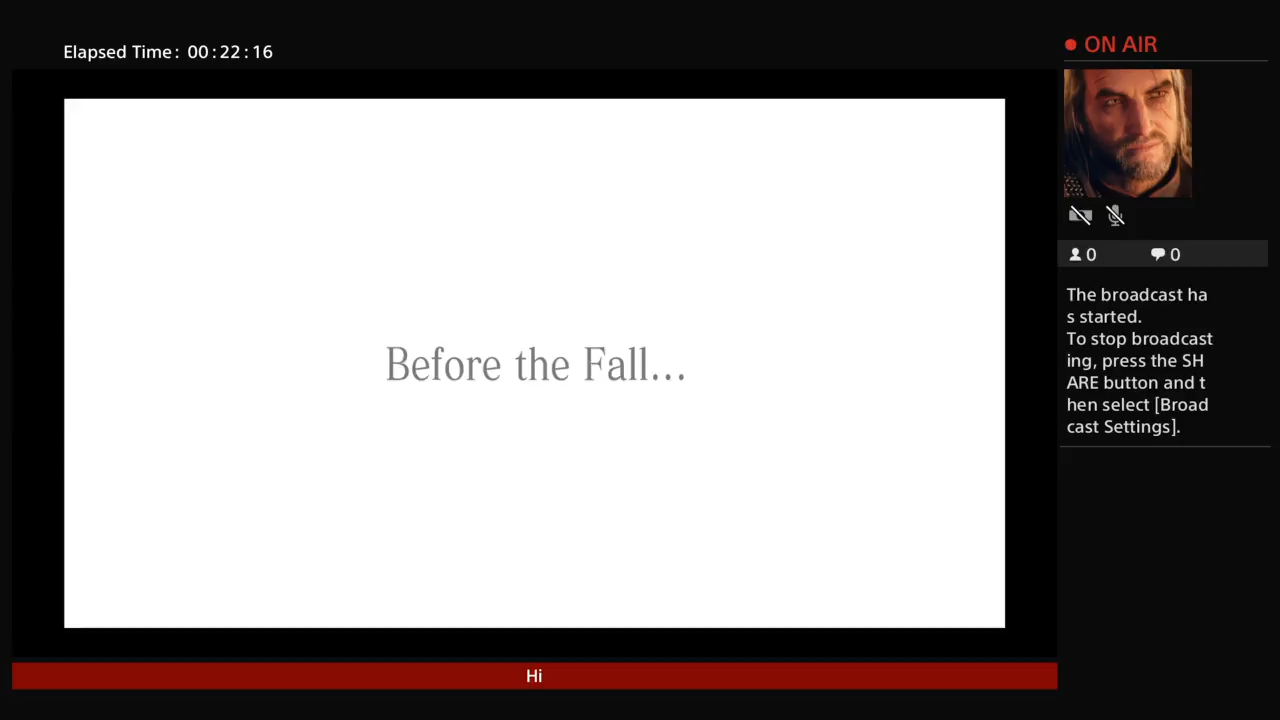 Elapsed Time: 00:22:16
ON AIR
0 0
The broadcast ha
s started.
To stop broadcast
ing, press the SH
ARE button and t
hen select [Broad
cast Settings].
Before the Fall...
Hi